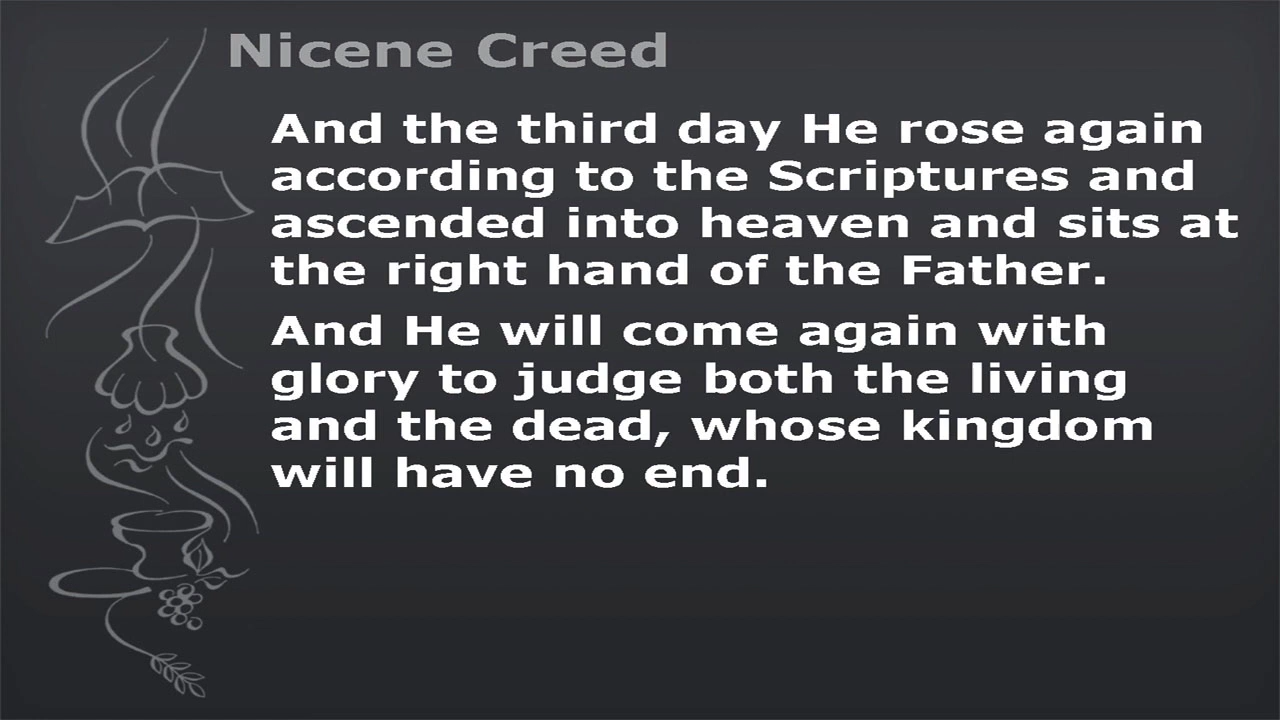 Nicene Creed
And the third day He rose again
according to the Scriptures and
ascended into heaven and sits at
the right hand of the Father.
And He will come again with
glory to judge both the living
and the dead, whose kingdom
will have no end.